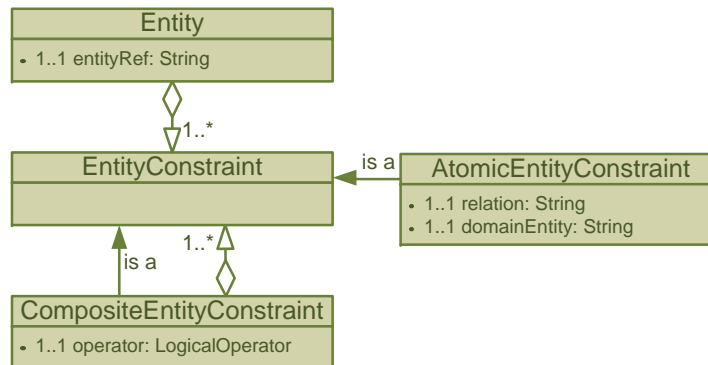 Entity
• 1..1 entityRef: String
1..*
EntityConstraint
is a
AtomicEntityConstraint
• 1..1 relation: String
• 1..1 domainEntity: String
1..*
is a
CompositeEntityConstraint
• 1..1 operator: LogicalOperator